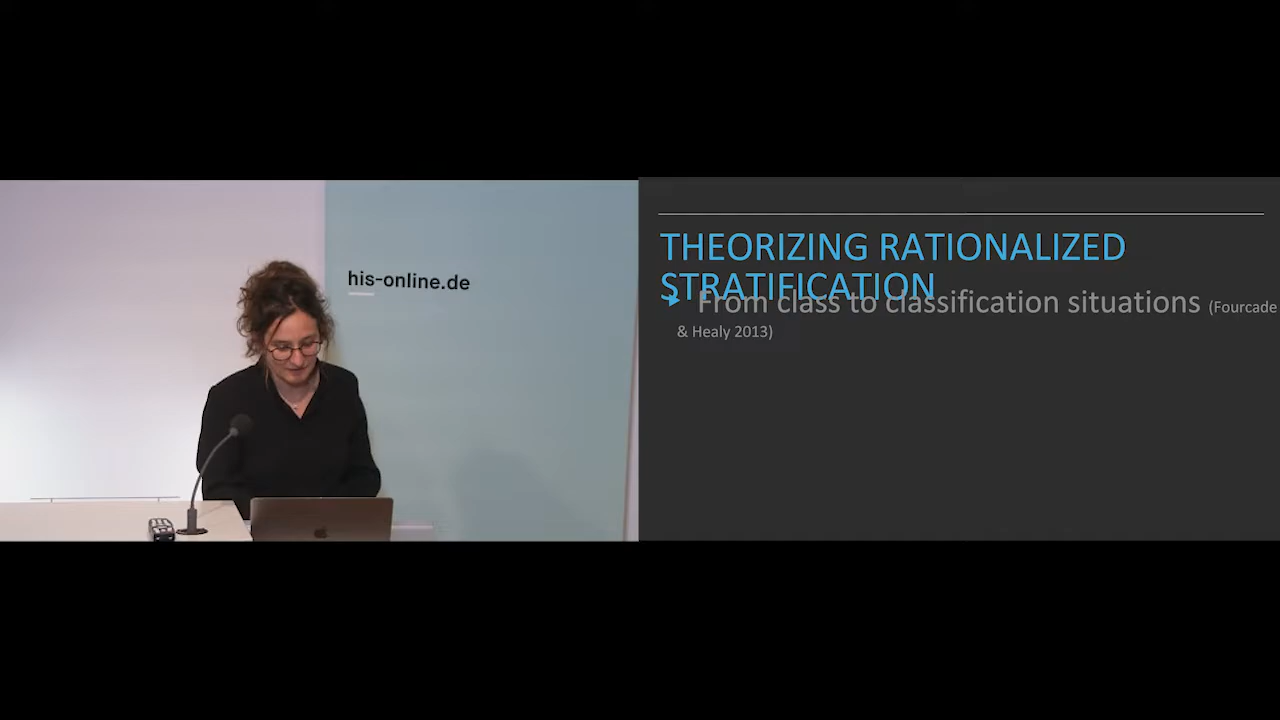 his-online.de
THEORIZING RATIONALIZED
STRATIFICATION
From class to classification situations (Fourcade
& Healy 2013)